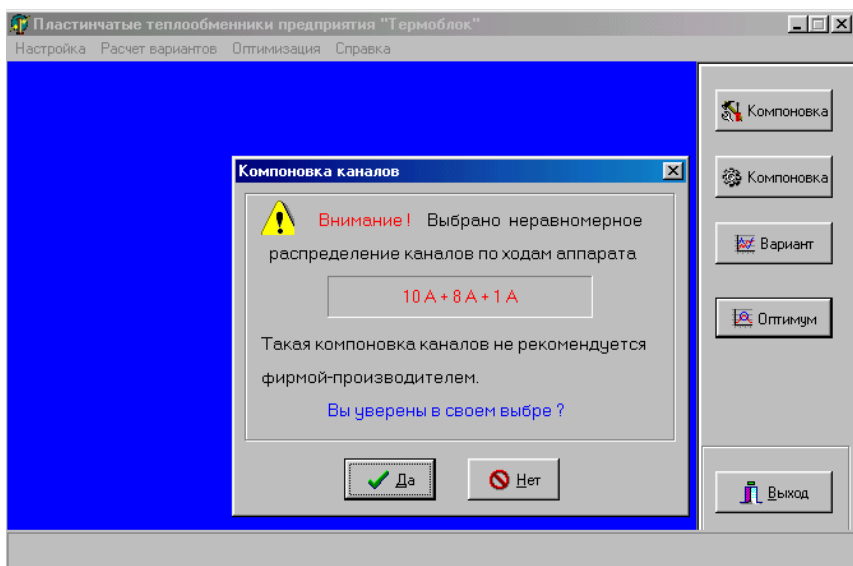 Пластинчатые теплообменники предприятия "Термоблок"
Настройка Расчет вариантов Оптимизация Справка
Компоновка
Компоновка каналов
Внимание! Выбрано неравномерное
распределение каналов по ходам аппарата
10 А + 8 А + 1 А
Такая компоновка каналов не рекомендуется
фирмой-производителем.
Вы уверены в своем выбре ?
Да
Нет
Компоновка
Вариант
Оптимум
Выход